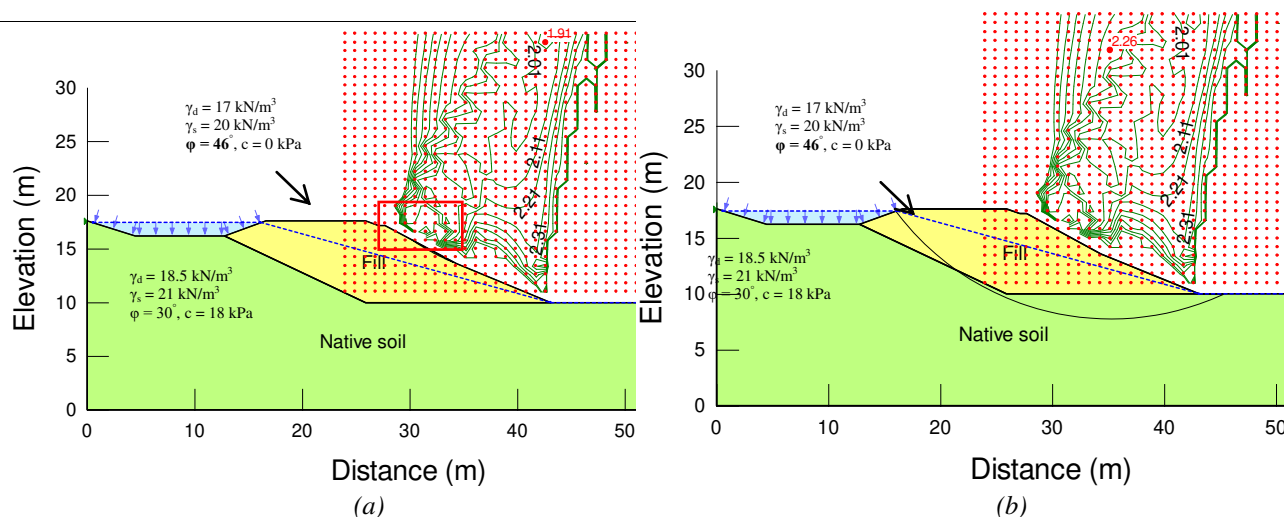 1.91
2.01
2.11
2.21
2.31
γd = 17 kN/m³
γs = 20 kN/m³
φ = 46°, c = 0 kPa
Fill
γd = 18.5 kN/m³
γs = 21 kN/m³
φ = 30°, c = 18 kPa
Native soil
Elevation (m)
30
25
20
15
10
5
0
0
10
20
30
40
50
Distance (m)
(a)
2.26
2.01
2.11
2.21
2.31
γd = 17 kN/m³
γs = 20 kN/m³
φ = 46°, c = 0 kPa
Fill
γd = 18.5 kN/m³
γs = 21 kN/m³
φ = 30°, c = 18 kPa
Native soil
Elevation (m)
30
25
20
15
10
5
0
0
10
20
30
40
50
Distance (m)
(b)